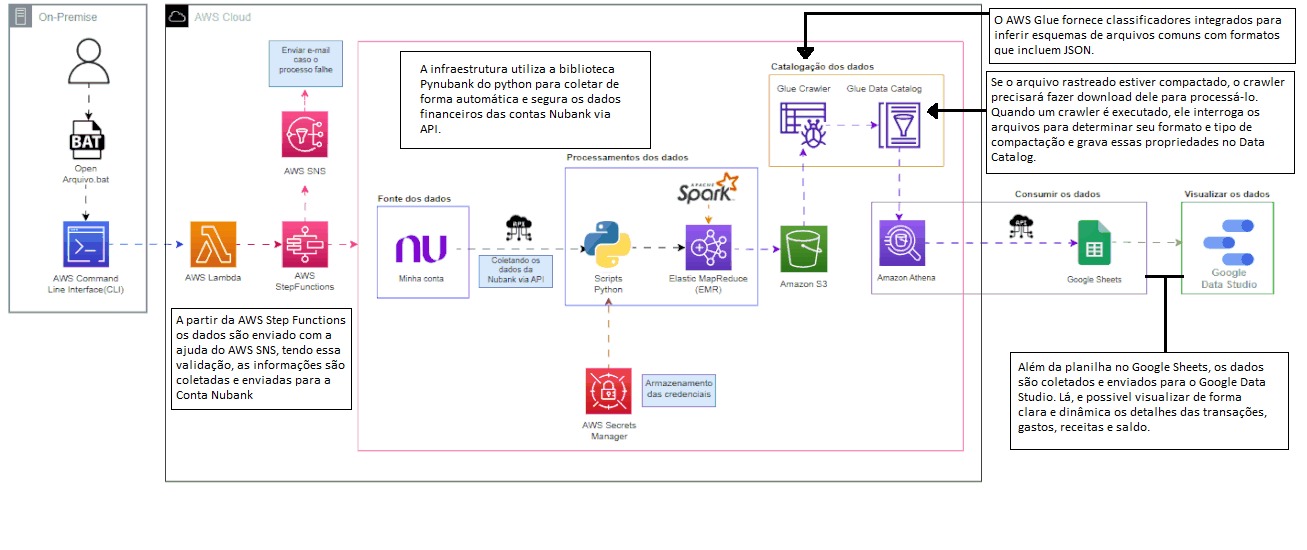 On-Premise
AWS Cloud
Open
Arquivo.bat
BAT
AWS Command
Line Interface(CLI)
AWS Lambda
AWS
StepFunctions
AWS SNS
Enviar e-mail
caso o
processo falhe
A partir da AWS Step Functions
os dados são enviado com a
ajuda do AWS SNS, tendo essa
validação, as informações são
coletadas e enviadas para a
Conta Nubank
A infraestrutura utiliza a biblioteca
Pynubank do python para coletar de
forma automática e segura os dados
financeiros das contas Nubank via
API.
Fonte dos dados
nu
Minha conta
API
Coletando os
dados da
Nubank via API
Processamentos dos dados
APACHE
Spark
Scripts
Python
Elastic MapReduce
(EMR)
AWS Secrets
Manager
Armazenamento
das credenciais
Amazon S3
Catalogação dos dados
Glue Crawler
Glue Data Catalog
O AWS Glue fornece classificadores integrados para
inferir esquemas de arquivos comuns com formatos
que incluem JSON.
Se o arquivo rastreado estiver compactado, o crawler
precisará fazer download dele para processá-lo.
Quando um crawler é executado, ele interroga os
arquivos para determinar seu formato e tipo de
compactação e grava essas propriedades no Data
Catalog.
Consumir os dados
Amazon Athena
API
Google Sheets
Visualizar os dados
Google
Data Studio
Além da planilha no Google Sheets, os dados
são coletados e enviados para o Google Data
Studio. Lá, e possivel visualizar de forma
clara e dinâmica os detalhes das transações,
gastos, receitas e saldo.